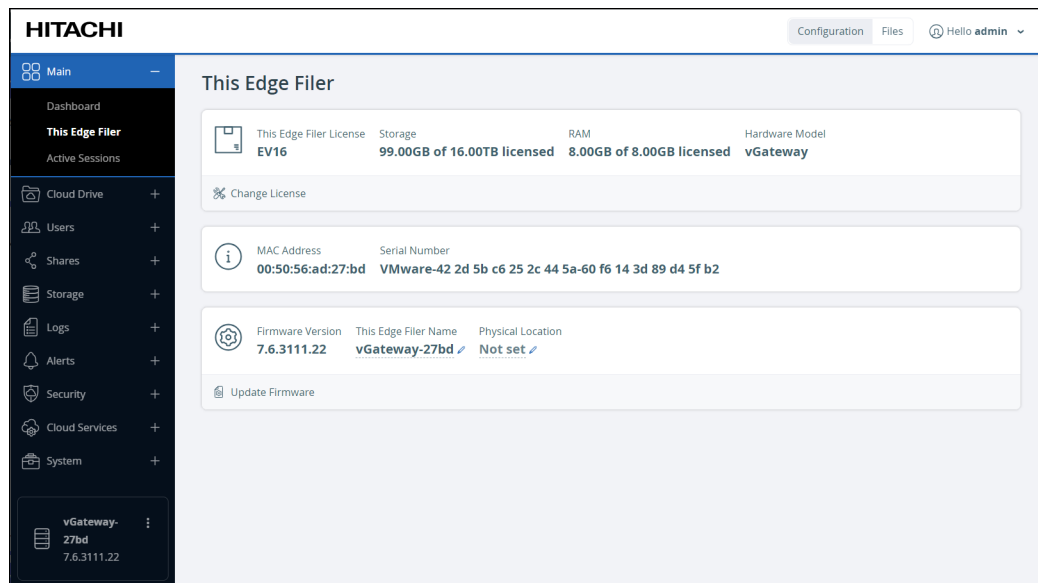 HITACHI
Configuration Files Hello admin
Main
Dashboard
This Edge Filer
Active Sessions
Cloud Drive
Users
Shares
Storage
Logs
Alerts
Security
Cloud Services
System
vGateway-
27bd
7.6.3111.22
This Edge Filer
This Edge Filer License Storage RAM Hardware Model
EV16 99.00GB of 16.00TB licensed 8.00GB of 8.00GB licensed vGateway
Change License
MAC Address Serial Number
00:50:56:ad:27:bd VMware-42 2d 5b c6 25 2c 44 5a-60 f6 14 3d 89 d4 5f b2
Firmware Version This Edge Filer Name Physical Location
7.6.3111.22 vGateway-27bd Not set
Update Firmware